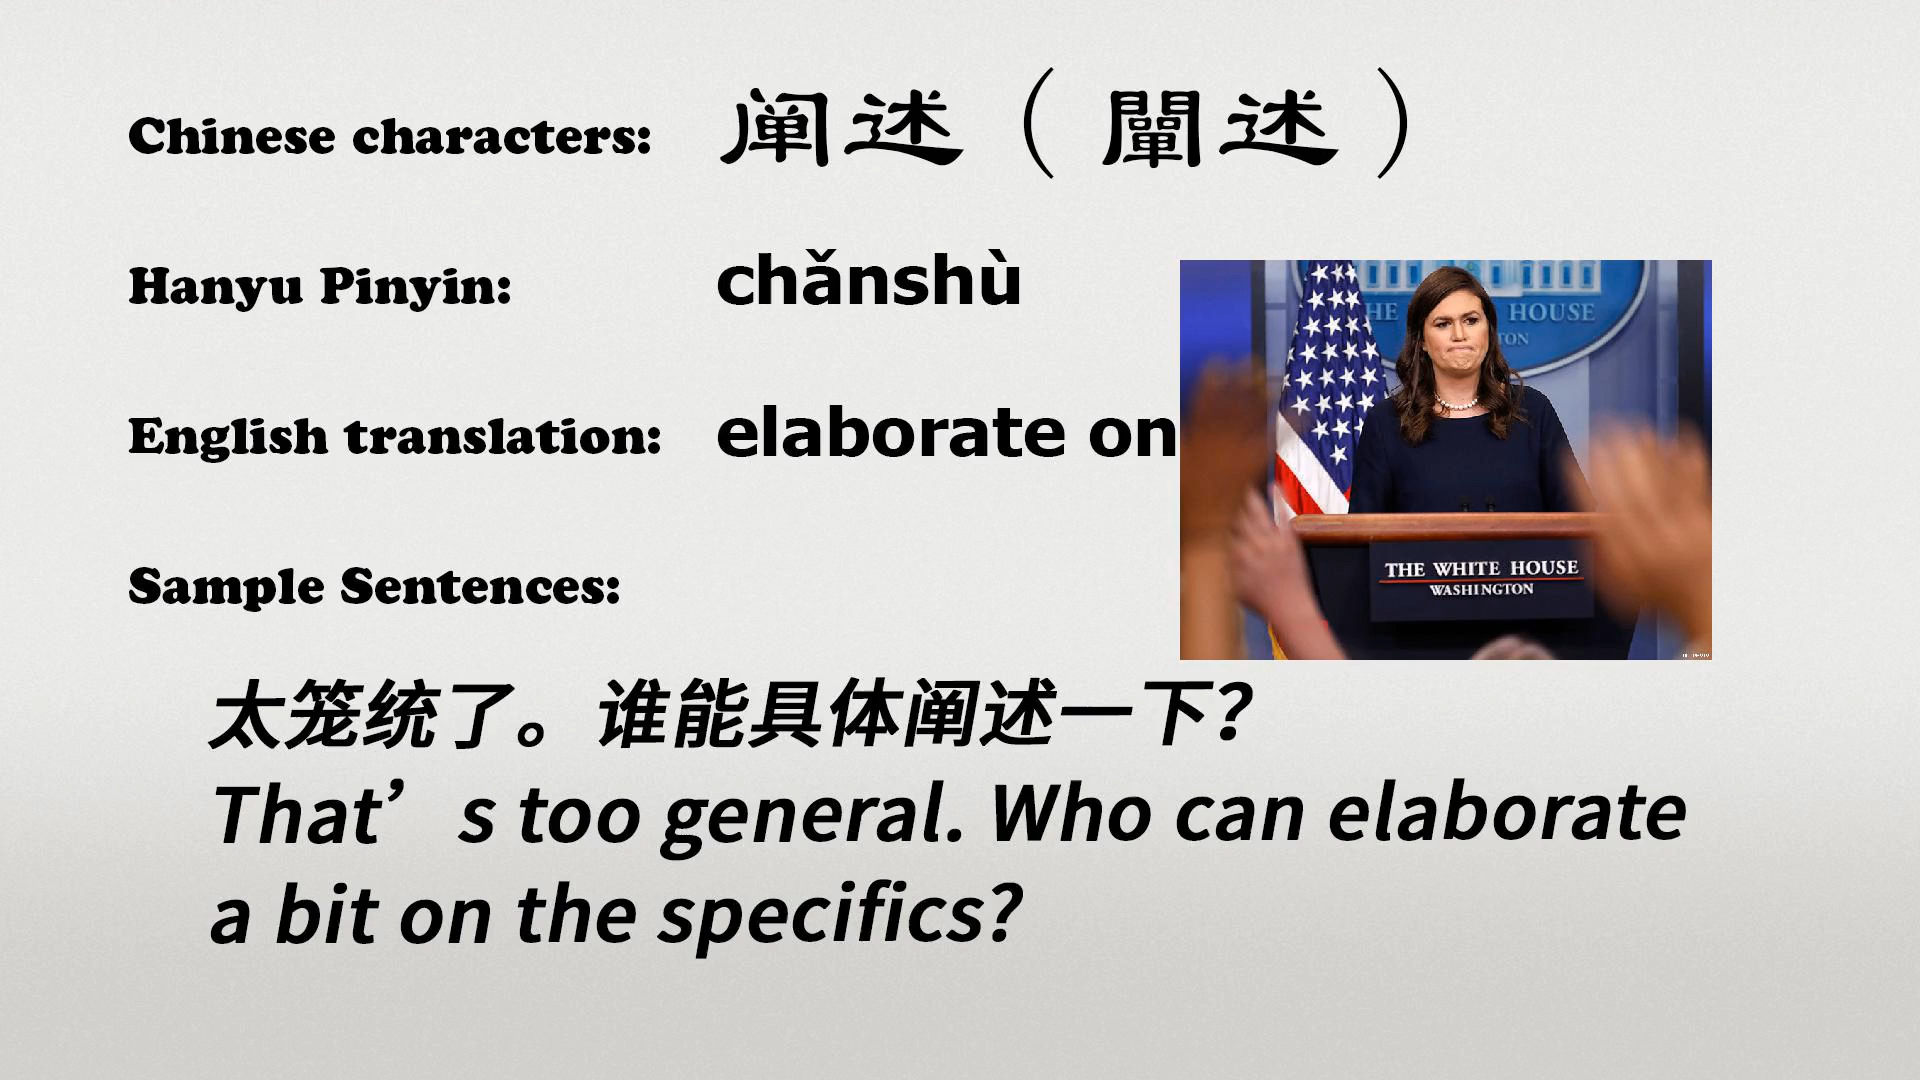 Chinese characters: 阐述（闡述）
Hanyu Pinyin: chǎnshù
English translation: elaborate on
HE HOUSE
TON
THE WHITE HOUSE
WASHINGTON
Sample Sentences:
太笼统了。谁能具体阐述一下？
That’s too general. Who can elaborate
a bit on the specifics?